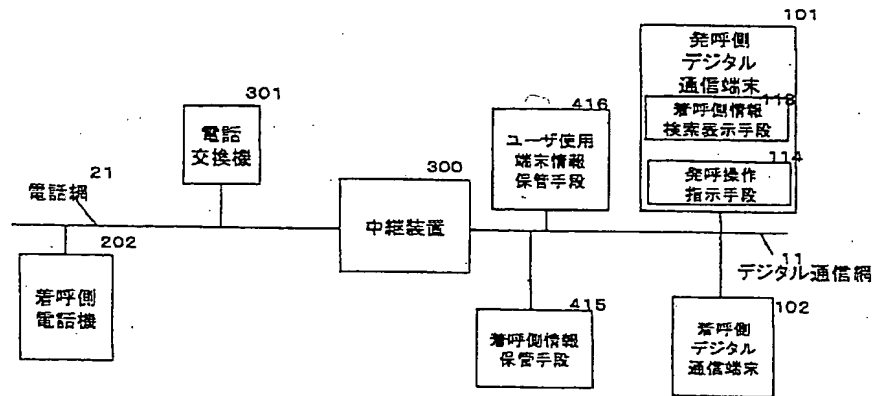 101
発呼側
デジタル
通信端末
113
着呼側情報
検索表示手段
114
発呼操作
指示手段
416
ユーザ使用
端末情報
保管手段
301
電話
交換機
300
中継装置
21
電話網
202
着呼側
電話機
11
デジタル通信網
415
着呼側情報
保管手段
102
着呼側
デジタル
通信端末